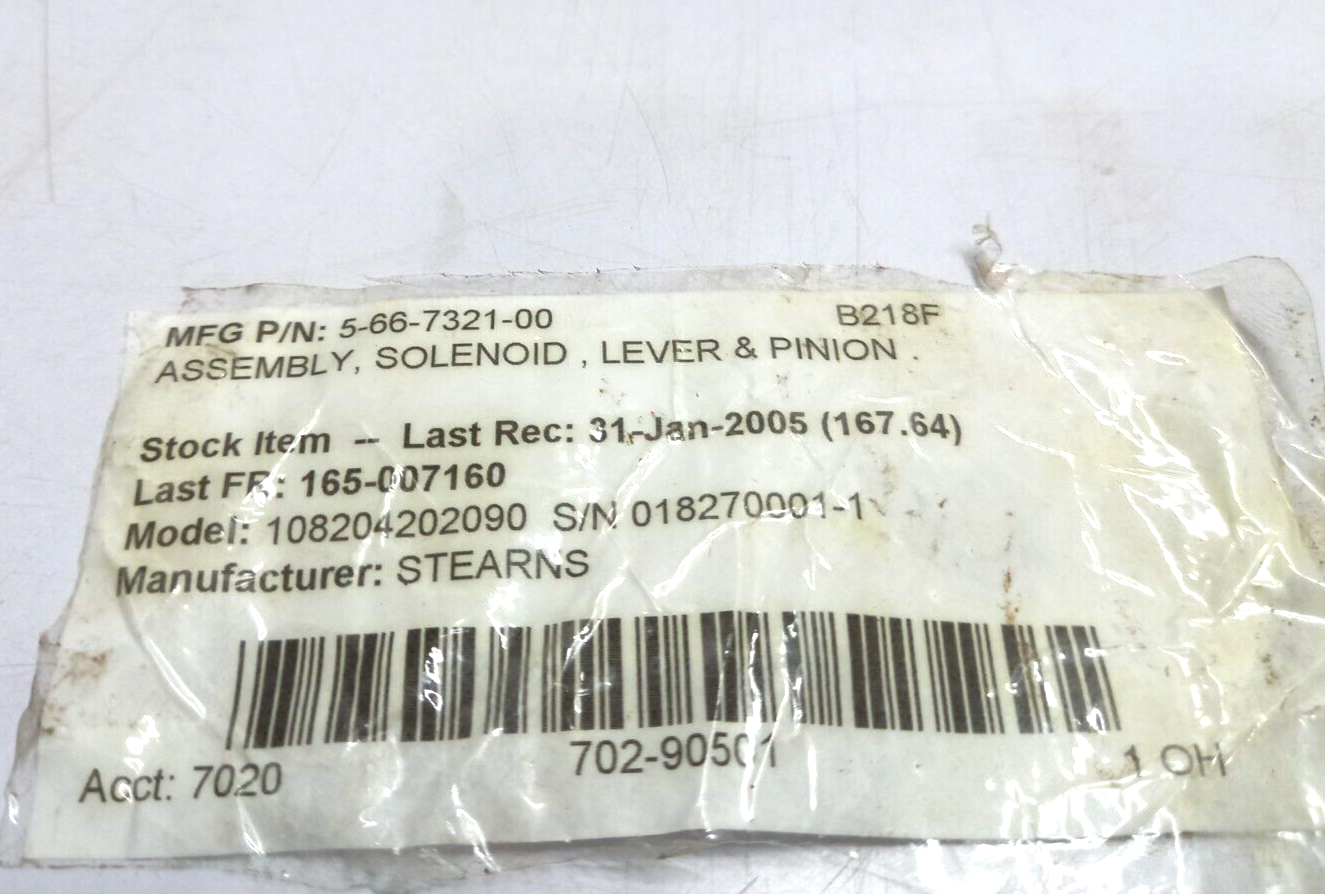 MFG P/N: 5-66-7321-00 B218F
ASSEMBLY, SOLENOID , LEVER & PINION .
Stock Item -- Last Rec: 31-Jan-2005 (167.64)
Last FR: 165-007160
Model: 108204202090 S/N 018270001-1
Manufacturer: STEARNS
702-90501
Acct: 7020 1 OH